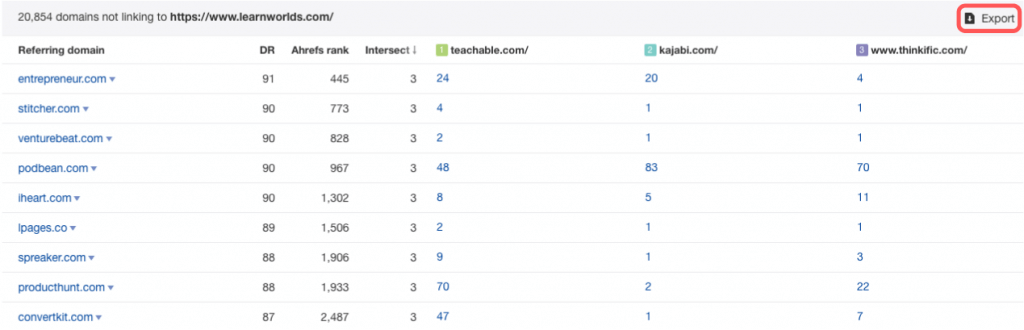 20,854 domains not linking to https://www.learnworlds.com/ Export
Referring domain DR Ahrefs rank Intersect ↓ 1 teachable.com/ 2 kajabi.com/ 3 www.thinkific.com/
entrepreneur.com 91 445 3 24 20 4
stitcher.com 90 773 3 4 1 1
venturebeat.com 90 828 3 2 1 1
podbean.com 90 967 3 48 83 70
iheart.com 90 1,302 3 8 5 11
lpages.co 89 1,506 3 2 1 1
spreaker.com 88 1,906 3 9 1 3
producthunt.com 88 1,933 3 70 2 22
convertkit.com 87 2,487 3 47 1 7